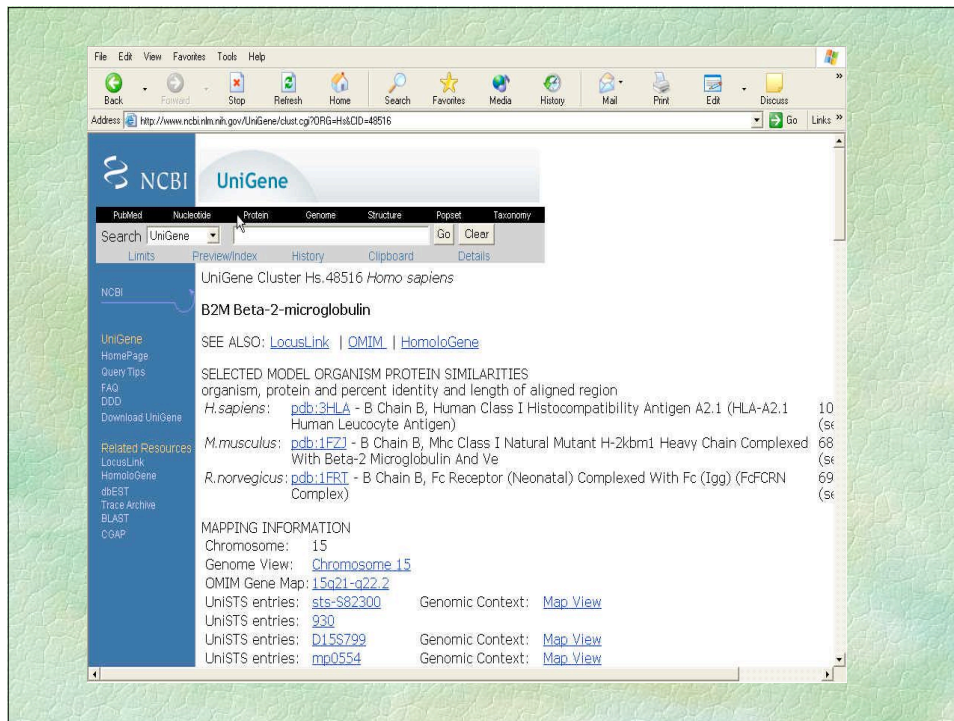 File Edit View Favorites Tools Help
Back Forward Stop Refresh Home Search Favorites Media History Mail Print Edit Discuss »
Address http://www.ncbi.nlm.nih.gov/UniGene/clust.cgi?ORG=Hs&CID=48516 Go Links »
NCBI UniGene
PubMed Nucleotide Protein Genome Structure Popset Taxonomy
Search UniGene Go Clear
Limits Preview/Index History Clipboard Details
NCBI
UniGene
HomePage
Query Tips
FAQ
DDD
Download UniGene
Related Resources
LocusLink
HomoloGene
dbEST
Trace Archive
BLAST
CGAP
UniGene Cluster Hs.48516 Homo sapiens
B2M Beta-2-microglobulin
SEE ALSO: LocusLink | OMIM | HomoloGene
SELECTED MODEL ORGANISM PROTEIN SIMILARITIES
organism, protein and percent identity and length of aligned region
H.sapiens: pdb:3HLA - B Chain B, Human Class I Histocompatibility Antigen A2.1 (HLA-A2.1 10
Human Leucocyte Antigen) (se
M.musculus: pdb:1FZJ - B Chain B, Mhc Class I Natural Mutant H-2kbm1 Heavy Chain Complexed 68
With Beta-2 Microglobulin And Ve (se
R.norvegicus: pdb:1FRT - B Chain B, Fc Receptor (Neonatal) Complexed With Fc (Igg) (FcFCRN 69
Complex) (se
MAPPING INFORMATION
Chromosome: 15
Genome View: Chromosome 15
OMIM Gene Map: 15q21-q22.2
UniSTS entries: sts-S82300 Genomic Context: Map View
UniSTS entries: 930
UniSTS entries: D15S799 Genomic Context: Map View
UniSTS entries: mp0554 Genomic Context: Map View